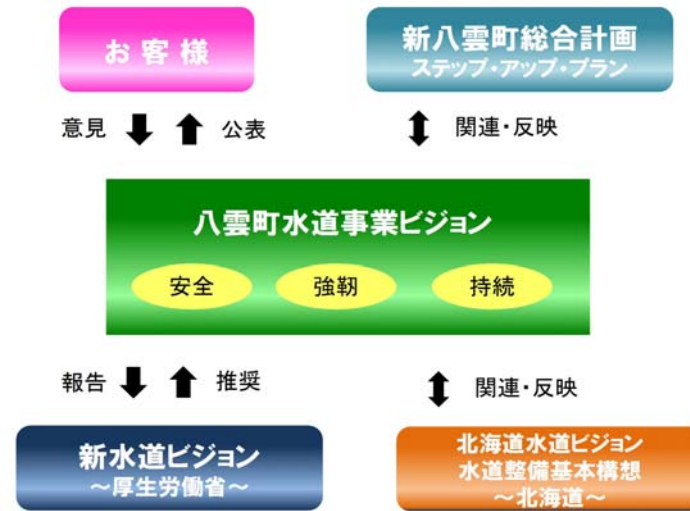 お客様
新八雲町総合計画
ステップ・アップ・プラン
意見 公表
関連・反映
八雲町水道事業ビジョン
安全 強靭 持続
報告 推奨
関連・反映
新水道ビジョン
～厚生労働省～
北海道水道ビジョン
水道整備基本構想
～北海道～